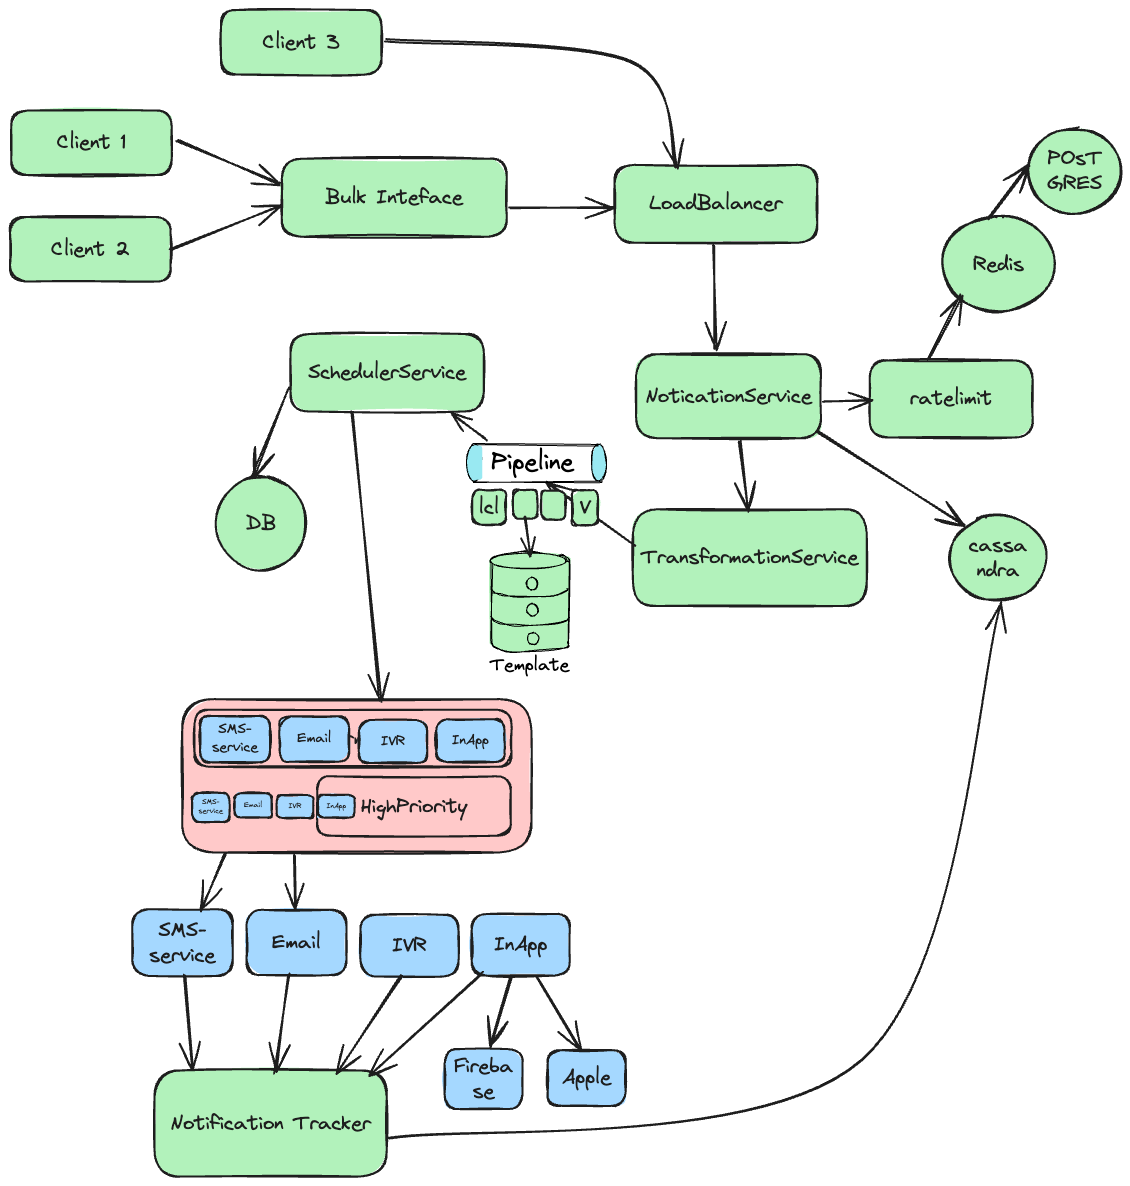 Client 3
Client 1
Client 2
Bulk Inteface
LoadBalancer
POsT
GRES
Redis
SchedulerService
NoticationService
ratelimit
Pipeline
lcl
V
DB
TransformationService
cassa
ndra
Template
SMS-
service
Email
IVR
InApp
SMS-
service
Email
IVR
InApp
HighPriority
SMS-
service
Email
IVR
InApp
Fireba
se
Apple
Notification Tracker